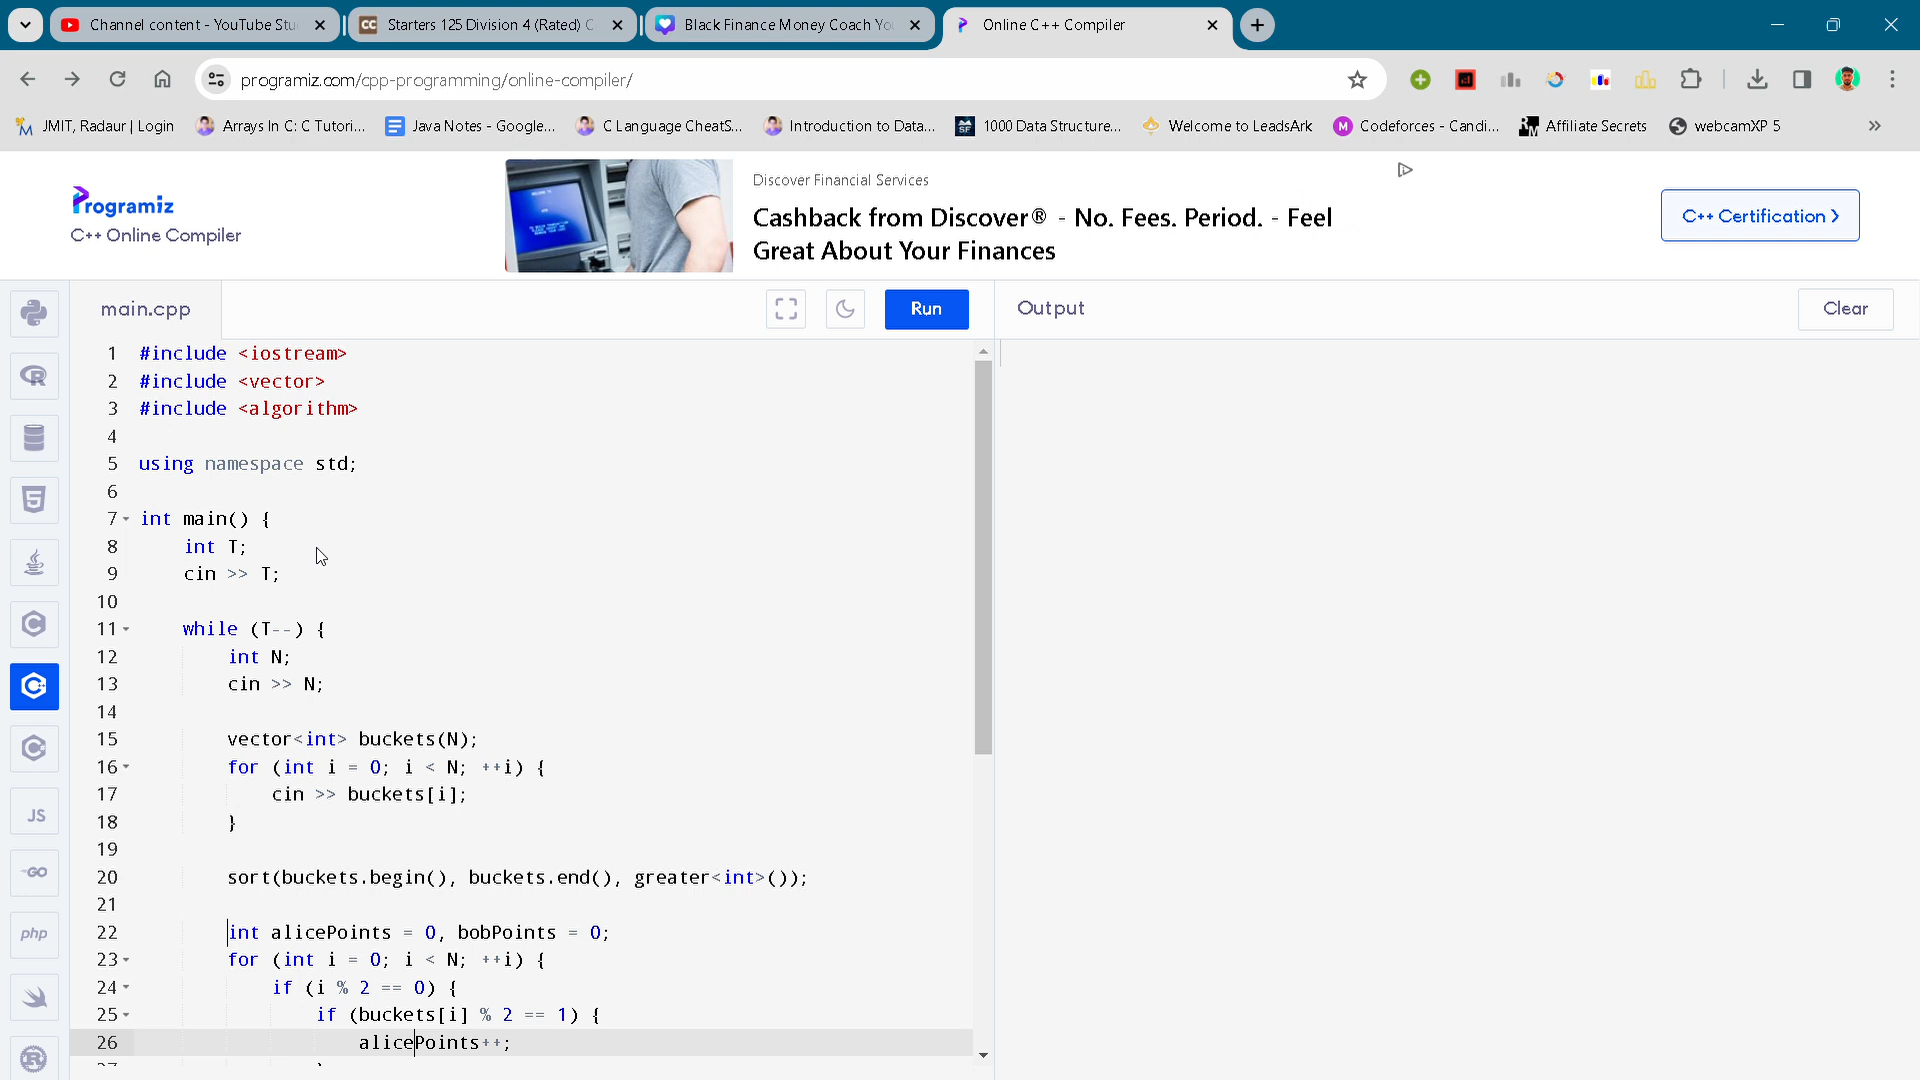 Channel content - YouTube Stu
Starters 125 Division 4 (Rated) C
Black Finance Money Coach Yo
Online C++ Compiler
programiz.com/cpp-programming/online-compiler/
JMIT, Radaur | Login
Arrays In C: C Tutori...
Java Notes - Google...
C Language CheatS...
Introduction to Data...
1000 Data Structure...
Welcome to LeadsArk
Codeforces - Candi...
Affiliate Secrets
webcamXP 5
Programiz
C++ Online Compiler
Discover Financial Services
Cashback from Discover® - No. Fees. Period. - Feel
Great About Your Finances
C++ Certification >
main.cpp
Run
Output
Clear
1 #include <iostream>
2 #include <vector>
3 #include <algorithm>
4
5 using namespace std;
6
7 int main() {
8 int T;
9 cin >> T;
10
11 while (T--) {
12 int N;
13 cin >> N;
14
15 vector<int> buckets(N);
16 for (int i = 0; i < N; ++i) {
17 cin >> buckets[i];
18 }
19
20 sort(buckets.begin(), buckets.end(), greater<int>());
21
22 int alicePoints = 0, bobPoints = 0;
23 for (int i = 0; i < N; ++i) {
24 if (i % 2 == 0) {
25 if (buckets[i] % 2 == 1) {
26 alicePoints++;
JS
GO
php